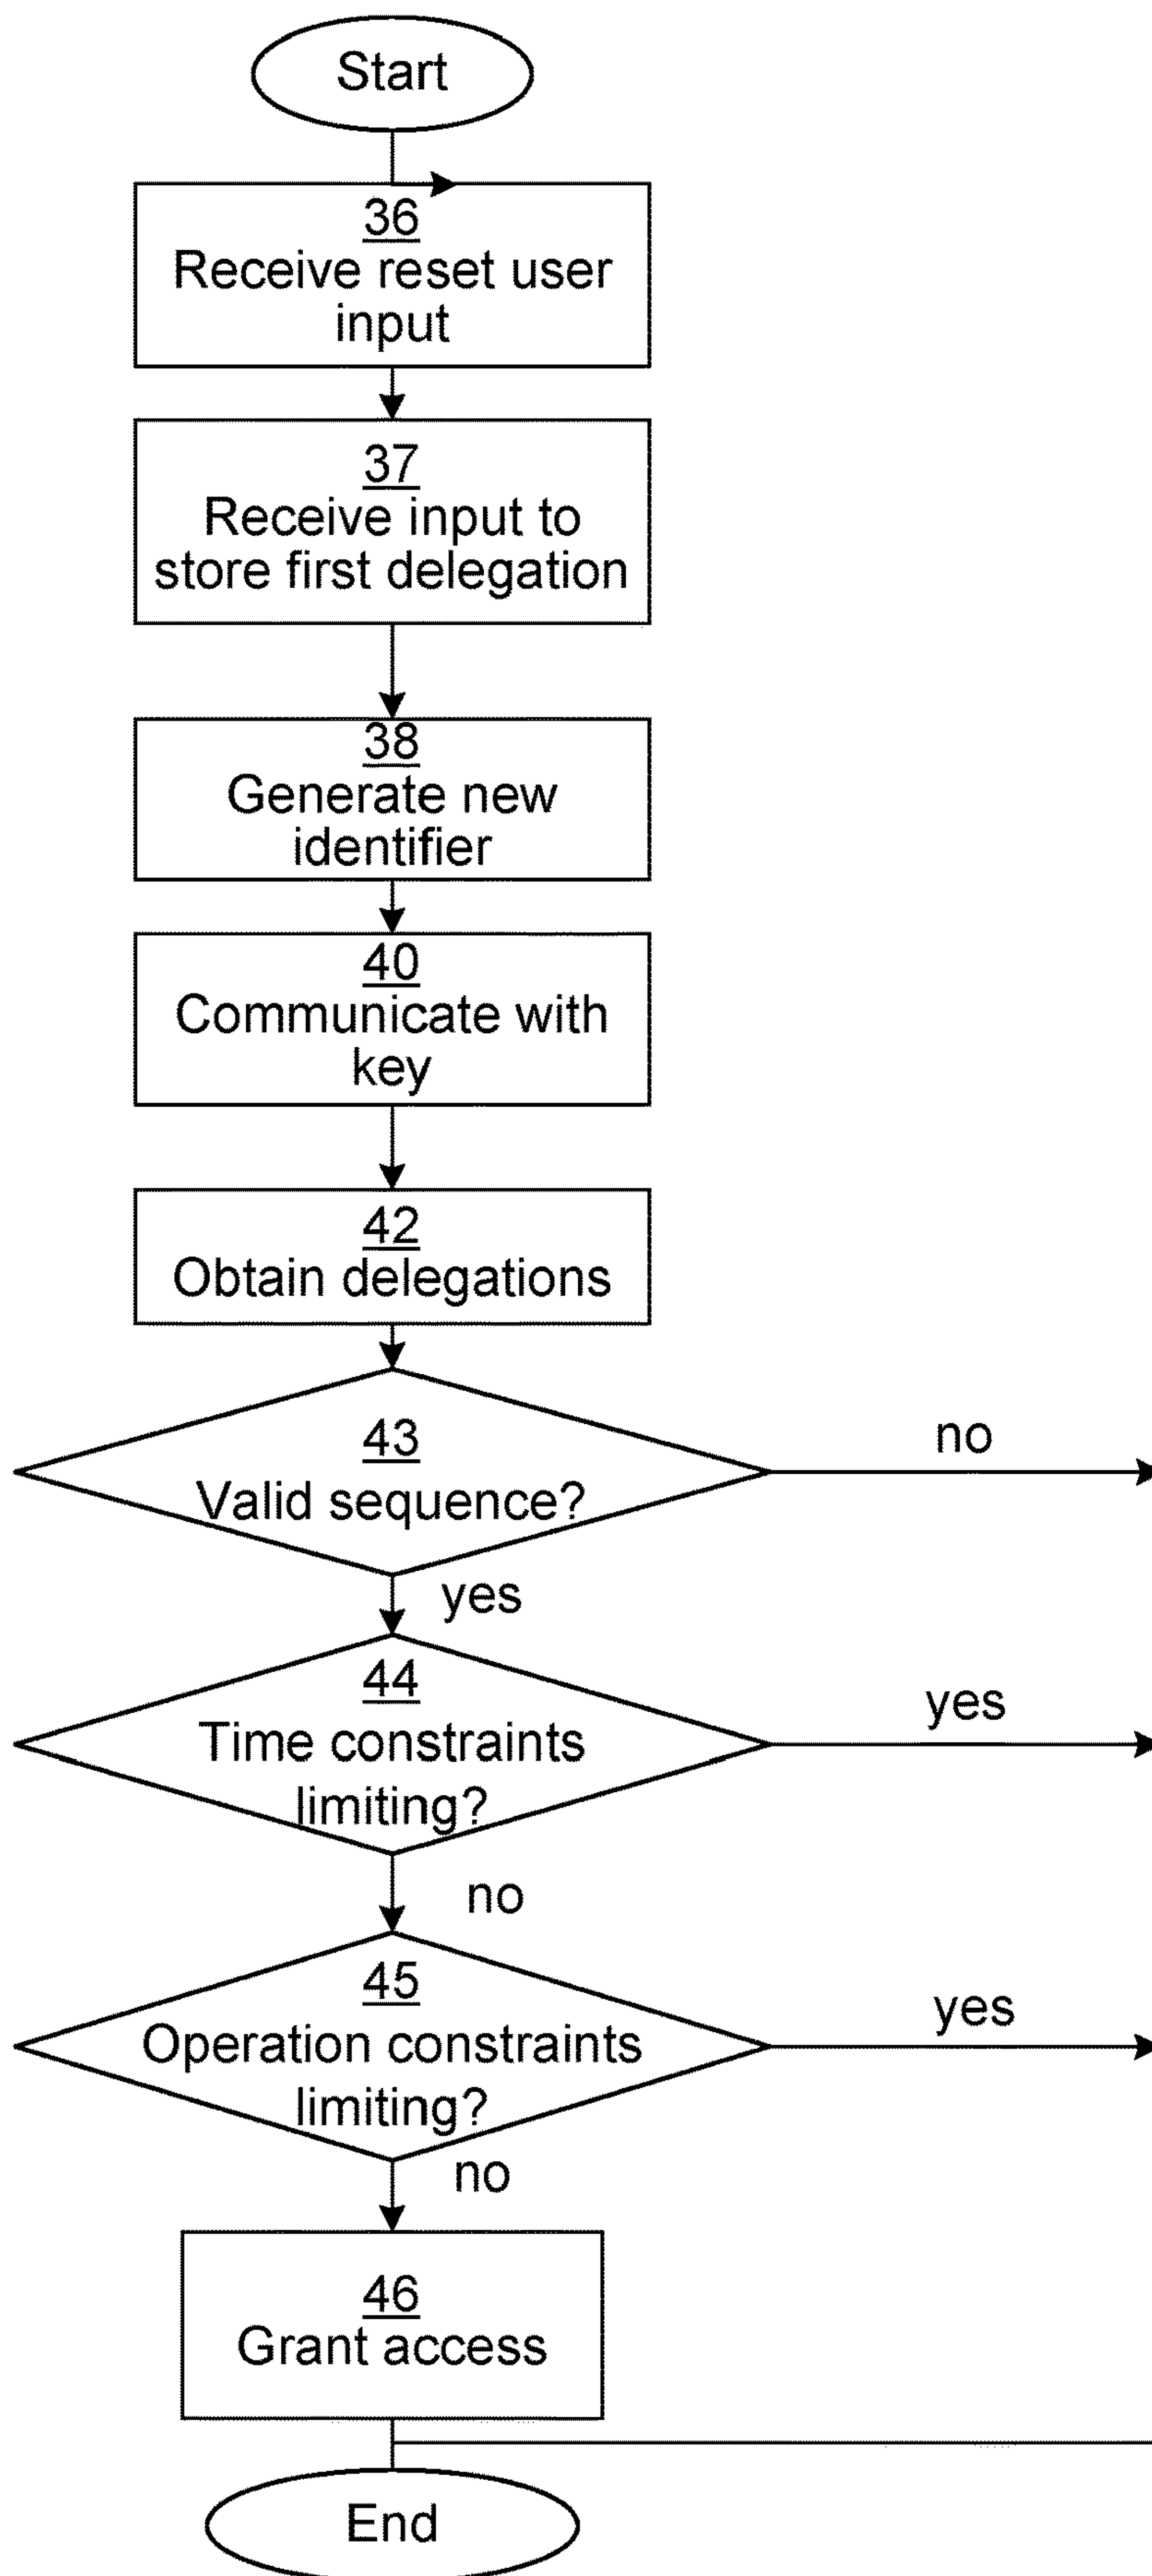 Start
36
Receive reset user
input
37
Receive input to
store first delegation
38
Generate new
identifier
40
Communicate with
key
42
Obtain delegations
43
Valid sequence?
no
yes
44
Time constraints
limiting?
yes
no
45
Operation constraints
limiting?
yes
no
46
Grant access
End